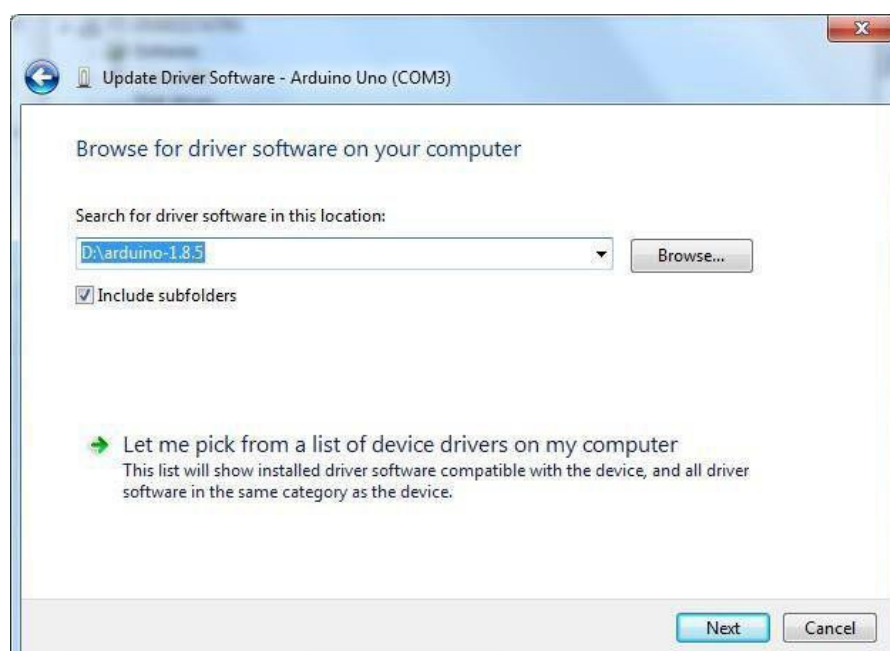 Update Driver Software - Arduino Uno (COM3)
Browse for driver software on your computer
Search for driver software in this location:
D:\arduino-1.8.5
Browse...
Include subfolders
Let me pick from a list of device drivers on my computer
This list will show installed driver software compatible with the device, and all driver
software in the same category as the device.
Next
Cancel